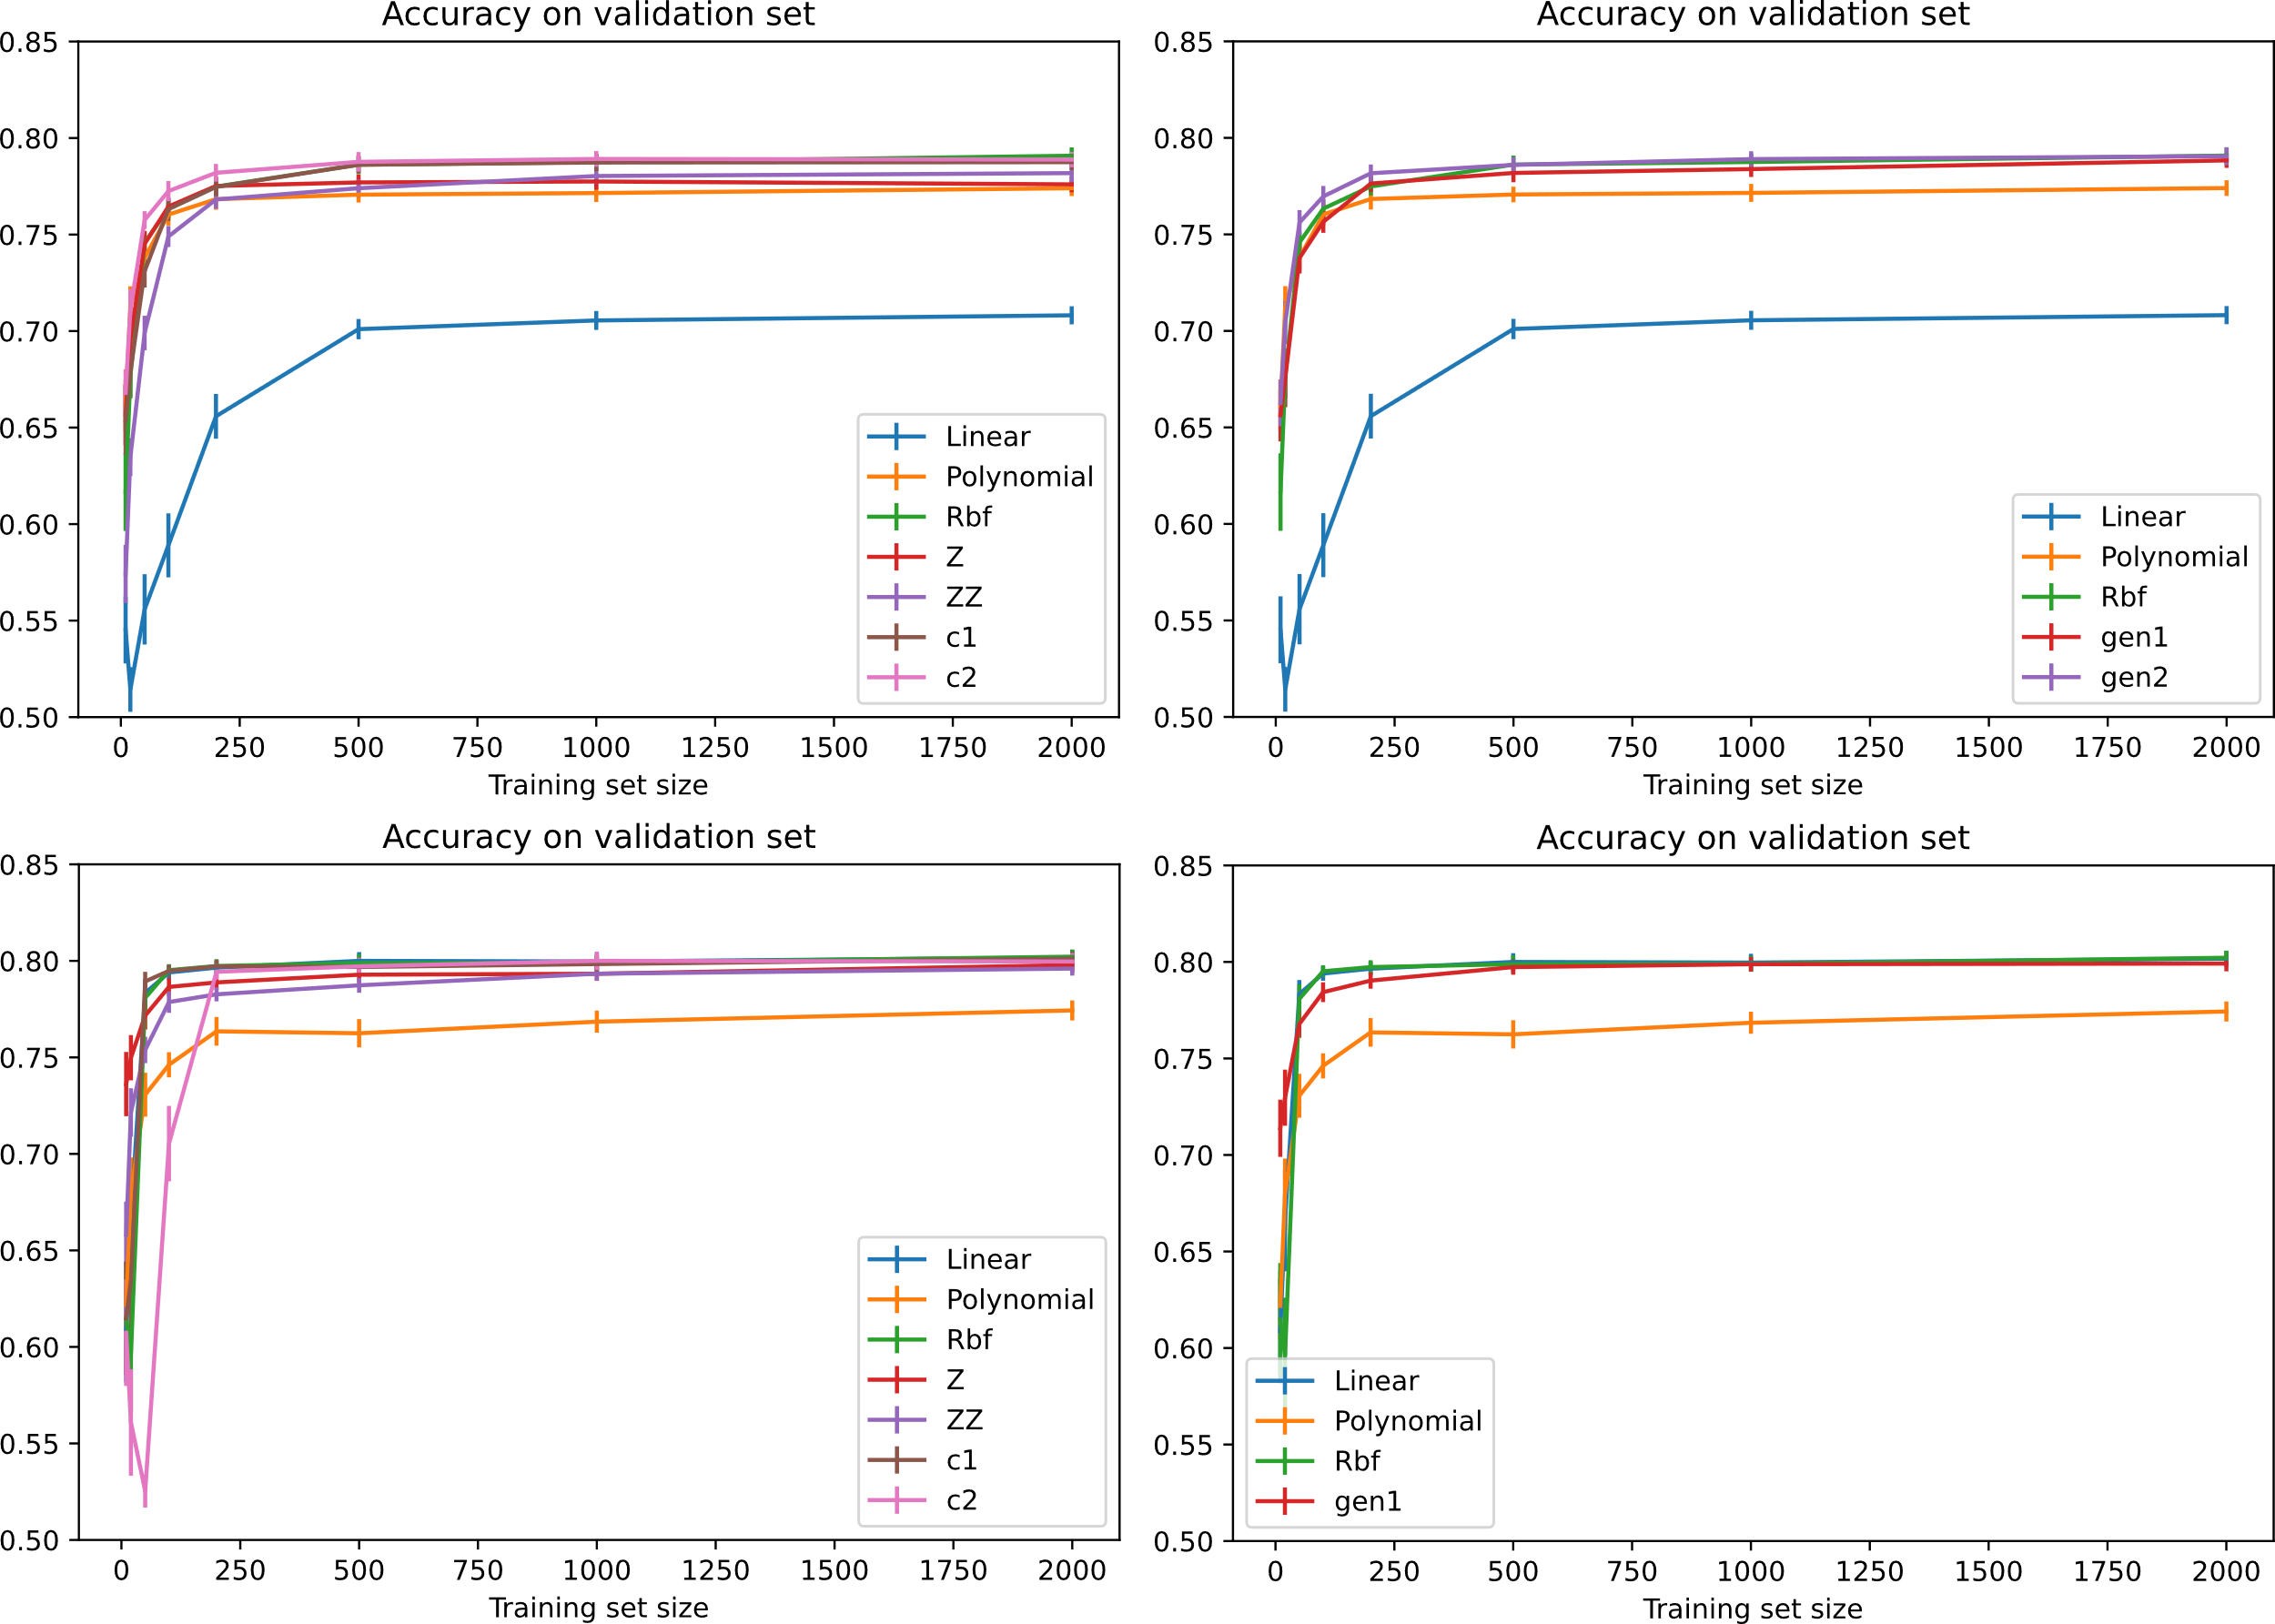 Accuracy on validation set
0.85
0.80
0.75
0.70
0.65
0.60
0.55
0.50
0 250 500 750 1000 1250 1500 1750 2000
Training set size
Linear
Polynomial
Rbf
Z
ZZ
c1
c2
Accuracy on validation set
0.85
0.80
0.75
0.70
0.65
0.60
0.55
0.50
0 250 500 750 1000 1250 1500 1750 2000
Training set size
Linear
Polynomial
Rbf
gen1
gen2
Accuracy on validation set
0.85
0.80
0.75
0.70
0.65
0.60
0.55
0.50
0 250 500 750 1000 1250 1500 1750 2000
Training set size
Linear
Polynomial
Rbf
Z
ZZ
c1
c2
Accuracy on validation set
0.85
0.80
0.75
0.70
0.65
0.60
0.55
0.50
0 250 500 750 1000 1250 1500 1750 2000
Training set size
Linear
Polynomial
Rbf
gen1